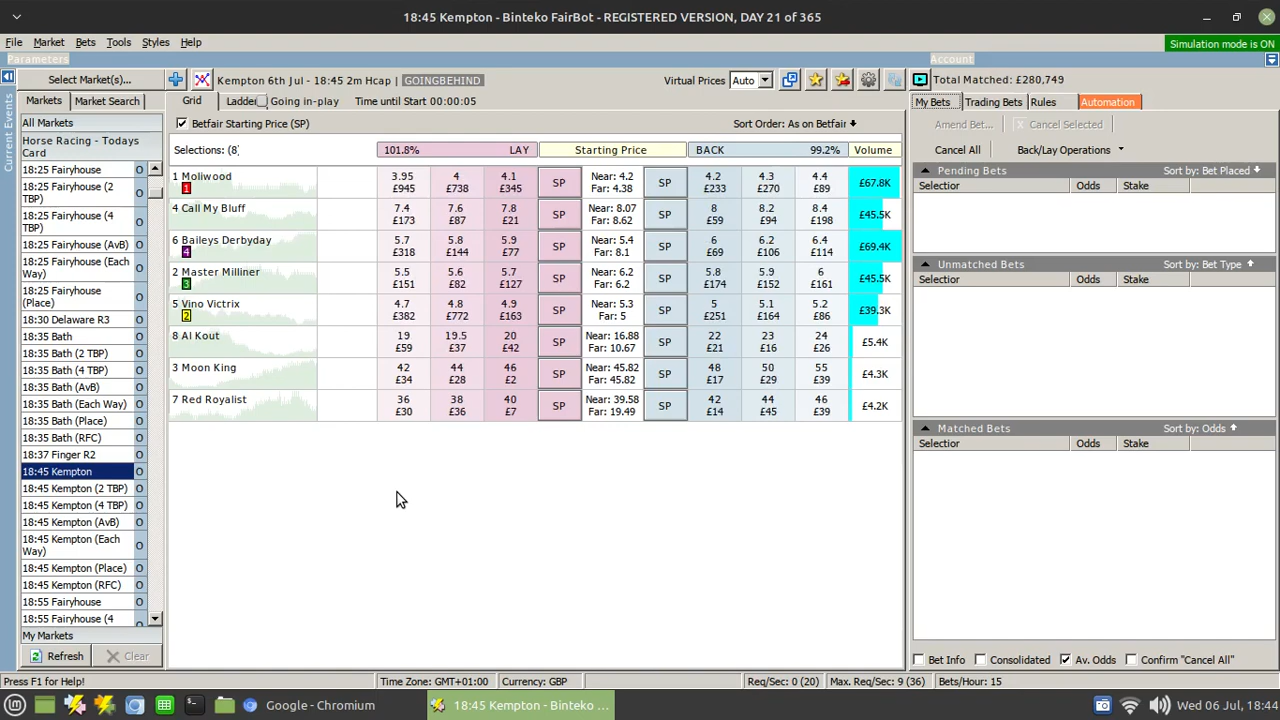 18:45 Kempton - Binteko FairBot - REGISTERED VERSION, DAY 21 of 365
File Market Bets Tools Styles Help
Simulation mode is ON
Parameters
Account
Select Market(s)...
Kempton 6th Jul - 18:45 2m Hcap | GOINGBEHIND
Virtual Prices Auto
Total Matched: £280,749
Current Events
Markets Market Search
Grid Ladder Going in-play Time until Start 00:00:05
My Bets Trading Bets Rules Automation
All Markets
Betfair Starting Price (SP)
Sort Order: As on Betfair
Amend Bet... X Cancel Selected
Horse Racing - Todays Card
Selections: (8)
101.8% LAY Starting Price BACK 99.2% Volume
Cancel All Back/Lay Operations
18:25 Fairyhouse
18:25 Fairyhouse (2 TBP)
18:25 Fairyhouse (4 TBP)
18:25 Fairyhouse (AvB)
18:25 Fairyhouse (Each Way)
18:25 Fairyhouse (Place)
18:30 Delaware R3
18:35 Bath
18:35 Bath (2 TBP)
18:35 Bath (4 TBP)
18:35 Bath (AvB)
18:35 Bath (Each Way)
18:35 Bath (Place)
18:35 Bath (RFC)
18:37 Finger R2
18:45 Kempton
18:45 Kempton (2 TBP)
18:45 Kempton (4 TBP)
18:45 Kempton (AvB)
18:45 Kempton (Each Way)
18:45 Kempton (Place)
18:45 Kempton (RFC)
18:55 Fairyhouse
18:55 Fairyhouse (4
My Markets
Refresh Clear
1 Moliwood 3.95 4 4.1 SP Near: 4.2 SP 4.2 4.3 4.4 £67.8K
1 £945 £738 £345 Far: 4.38 £233 £270 £89
4 Call My Bluff 7.4 7.6 7.8 SP Near: 8.07 SP 8 8.2 8.4 £45.5K
£173 £87 £21 Far: 8.62 £59 £94 £198
6 Baileys Derbyday 5.7 5.8 5.9 SP Near: 5.4 SP 6 6.2 6.4 £69.4K
4 £318 £144 £77 Far: 8.1 £69 £106 £114
2 Master Milliner 5.5 5.6 5.7 SP Near: 6.2 SP 5.8 5.9 6 £45.5K
3 £151 £82 £127 Far: 6.2 £174 £152 £161
5 Vino Victrix 4.7 4.8 4.9 SP Near: 5.3 SP 5 5.1 5.2 £39.3K
2 £382 £772 £163 Far: 5 £251 £164 £86
8 Al Kout 19 19.5 20 SP Near: 16.88 SP 22 23 24 £5.4K
£59 £37 £42 Far: 10.67 £21 £16 £26
3 Moon King 42 44 46 SP Near: 45.82 SP 48 50 55 £4.3K
£34 £28 £2 Far: 45.82 £17 £29 £39
7 Red Royalist 36 38 40 SP Near: 39.58 SP 42 44 46 £4.2K
£30 £36 £7 Far: 19.49 £14 £45 £39
Pending Bets Sort by: Bet Placed
Selection Odds Stake
Unmatched Bets Sort by: Bet Type
Selection Odds Stake
Matched Bets Sort by: Odds
Selection Odds Stake
Bet Info Consolidated Av. Odds Confirm "Cancel All"
Press F1 for Help! Time Zone: GMT+01:00 Currency: GBP Req/Sec: 0 (20) Max. Req/Sec: 9 (36) Bets/Hour: 15
Google - Chromium 18:45 Kempton - Binteko ... Wed 06 Jul, 18:44